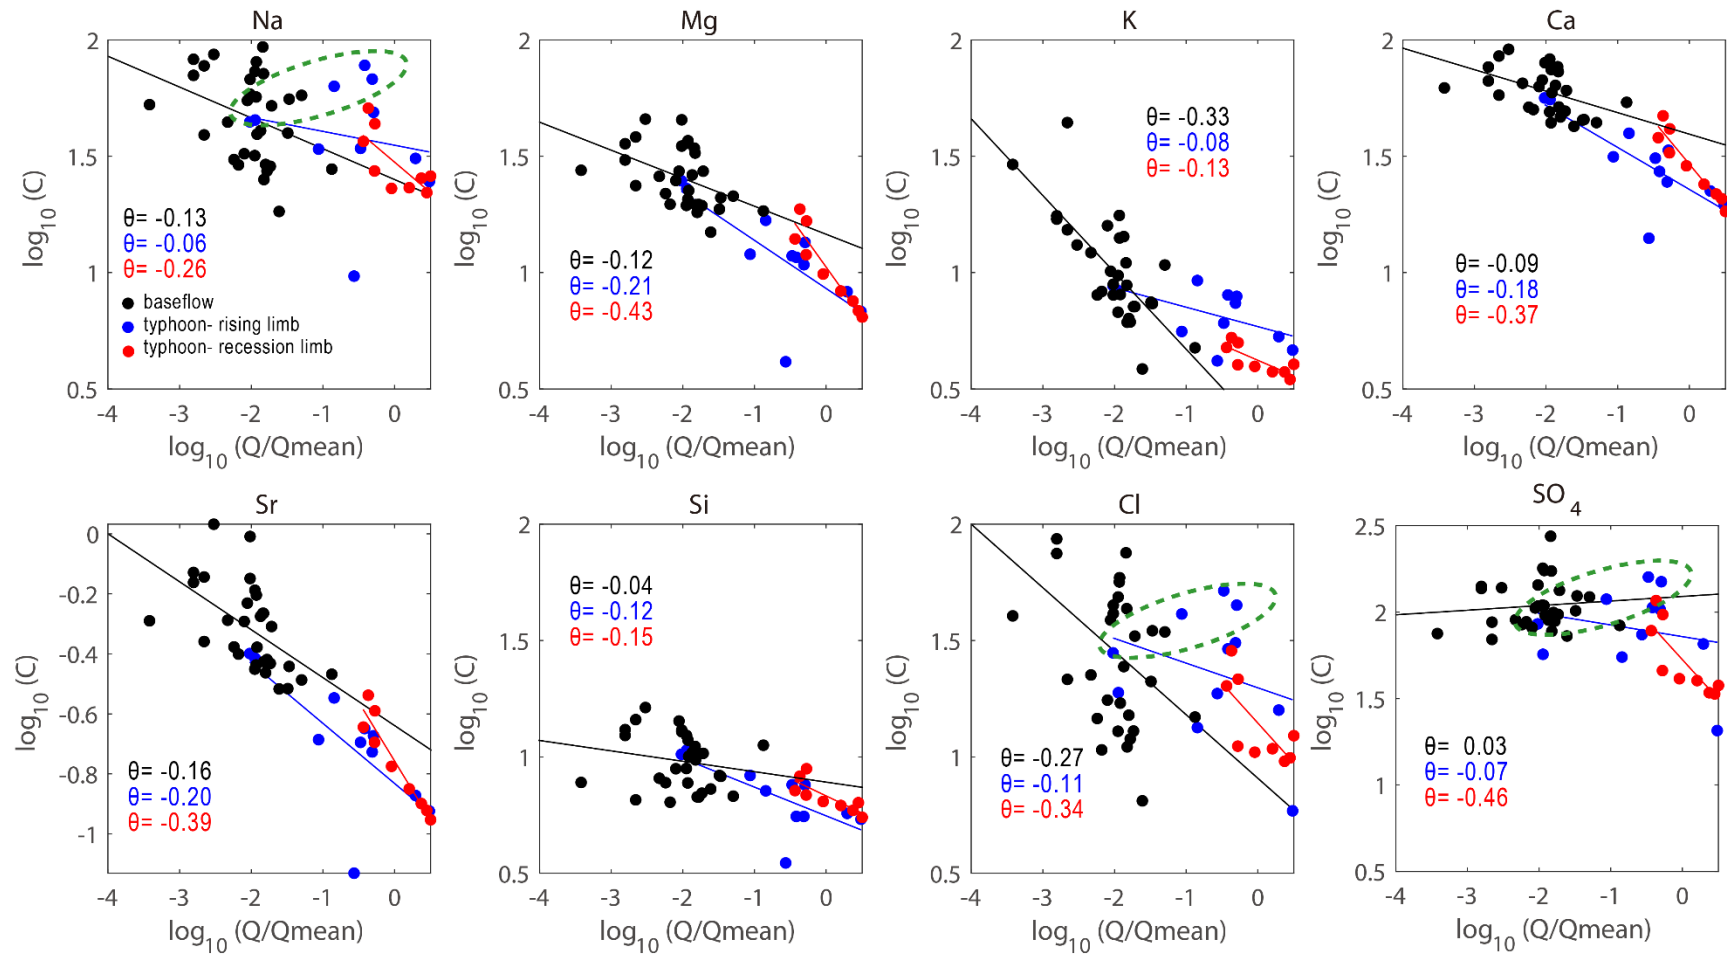 Na
2
1.5
1
0.5
-4 -3 -2 -1 0
log10 (C)
log10 (Q/Qmean)
θ= -0.13
θ= -0.06
θ= -0.26
baseflow
typhoon- rising limb
typhoon- recession limb
Mg
2
1.5
1
0.5
-4 -3 -2 -1 0
log10 (C)
log10 (Q/Qmean)
θ= -0.12
θ= -0.21
θ= -0.43
K
2
1.5
1
0.5
-4 -3 -2 -1 0
log10 (C)
log10 (Q/Qmean)
θ= -0.33
θ= -0.08
θ= -0.13
Ca
2
1.5
1
0.5
-4 -3 -2 -1 0
log10 (C)
log10 (Q/Qmean)
θ= -0.09
θ= -0.18
θ= -0.37
Sr
0
-0.2
-0.4
-0.6
-0.8
-1
-4 -3 -2 -1 0
log10 (C)
log10 (Q/Qmean)
θ= -0.16
θ= -0.20
θ= -0.39
Si
2
1.5
1
0.5
-4 -3 -2 -1 0
log10 (C)
log10 (Q/Qmean)
θ= -0.04
θ= -0.12
θ= -0.15
Cl
2
1.5
1
0.5
-4 -3 -2 -1 0
log10 (C)
log10 (Q/Qmean)
θ= -0.27
θ= -0.11
θ= -0.34
SO4
2.5
2
1.5
1
0.5
-4 -3 -2 -1 0
log10 (C)
log10 (Q/Qmean)
θ= 0.03
θ= -0.07
θ= -0.46